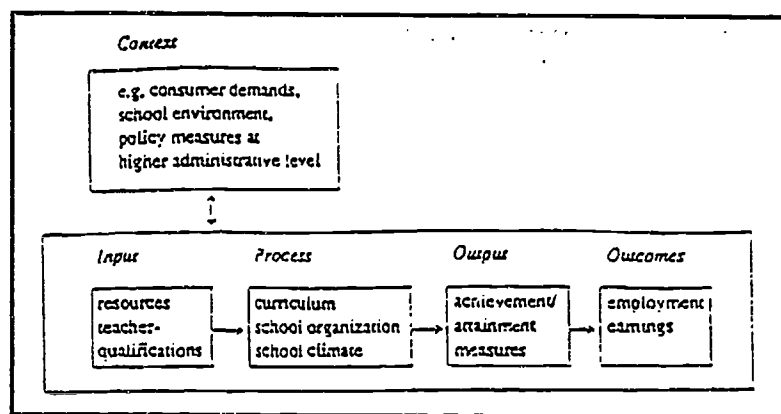 Context
e.g. consumer demands,
school environment,
policy measures at
higher administrative level
Input
Process
Output
Outcomes
resources
teacher-
qualifications
curriculum
school organization
school climate
achievement/
attainment
measures
employment
earnings